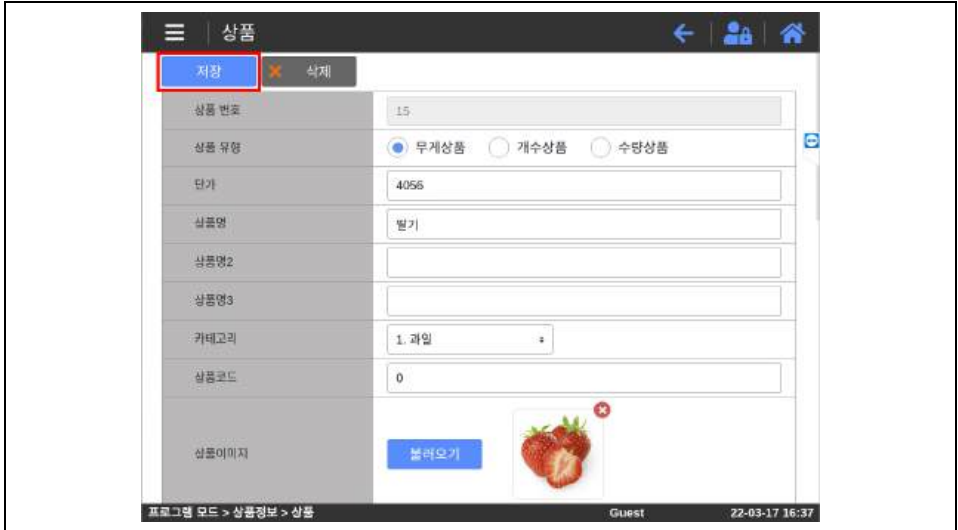 상품
저장 삭제
상품 번호 15
상품 유형 무게상품 개수상품 수량상품
단가 4056
상품명 딸기
상품명2
상품명3
카테고리 1. 과일
상품코드 0
상품이미지 불러오기
프로그램 모드 > 상품정보 > 상품 Guest 22-03-17 16:37